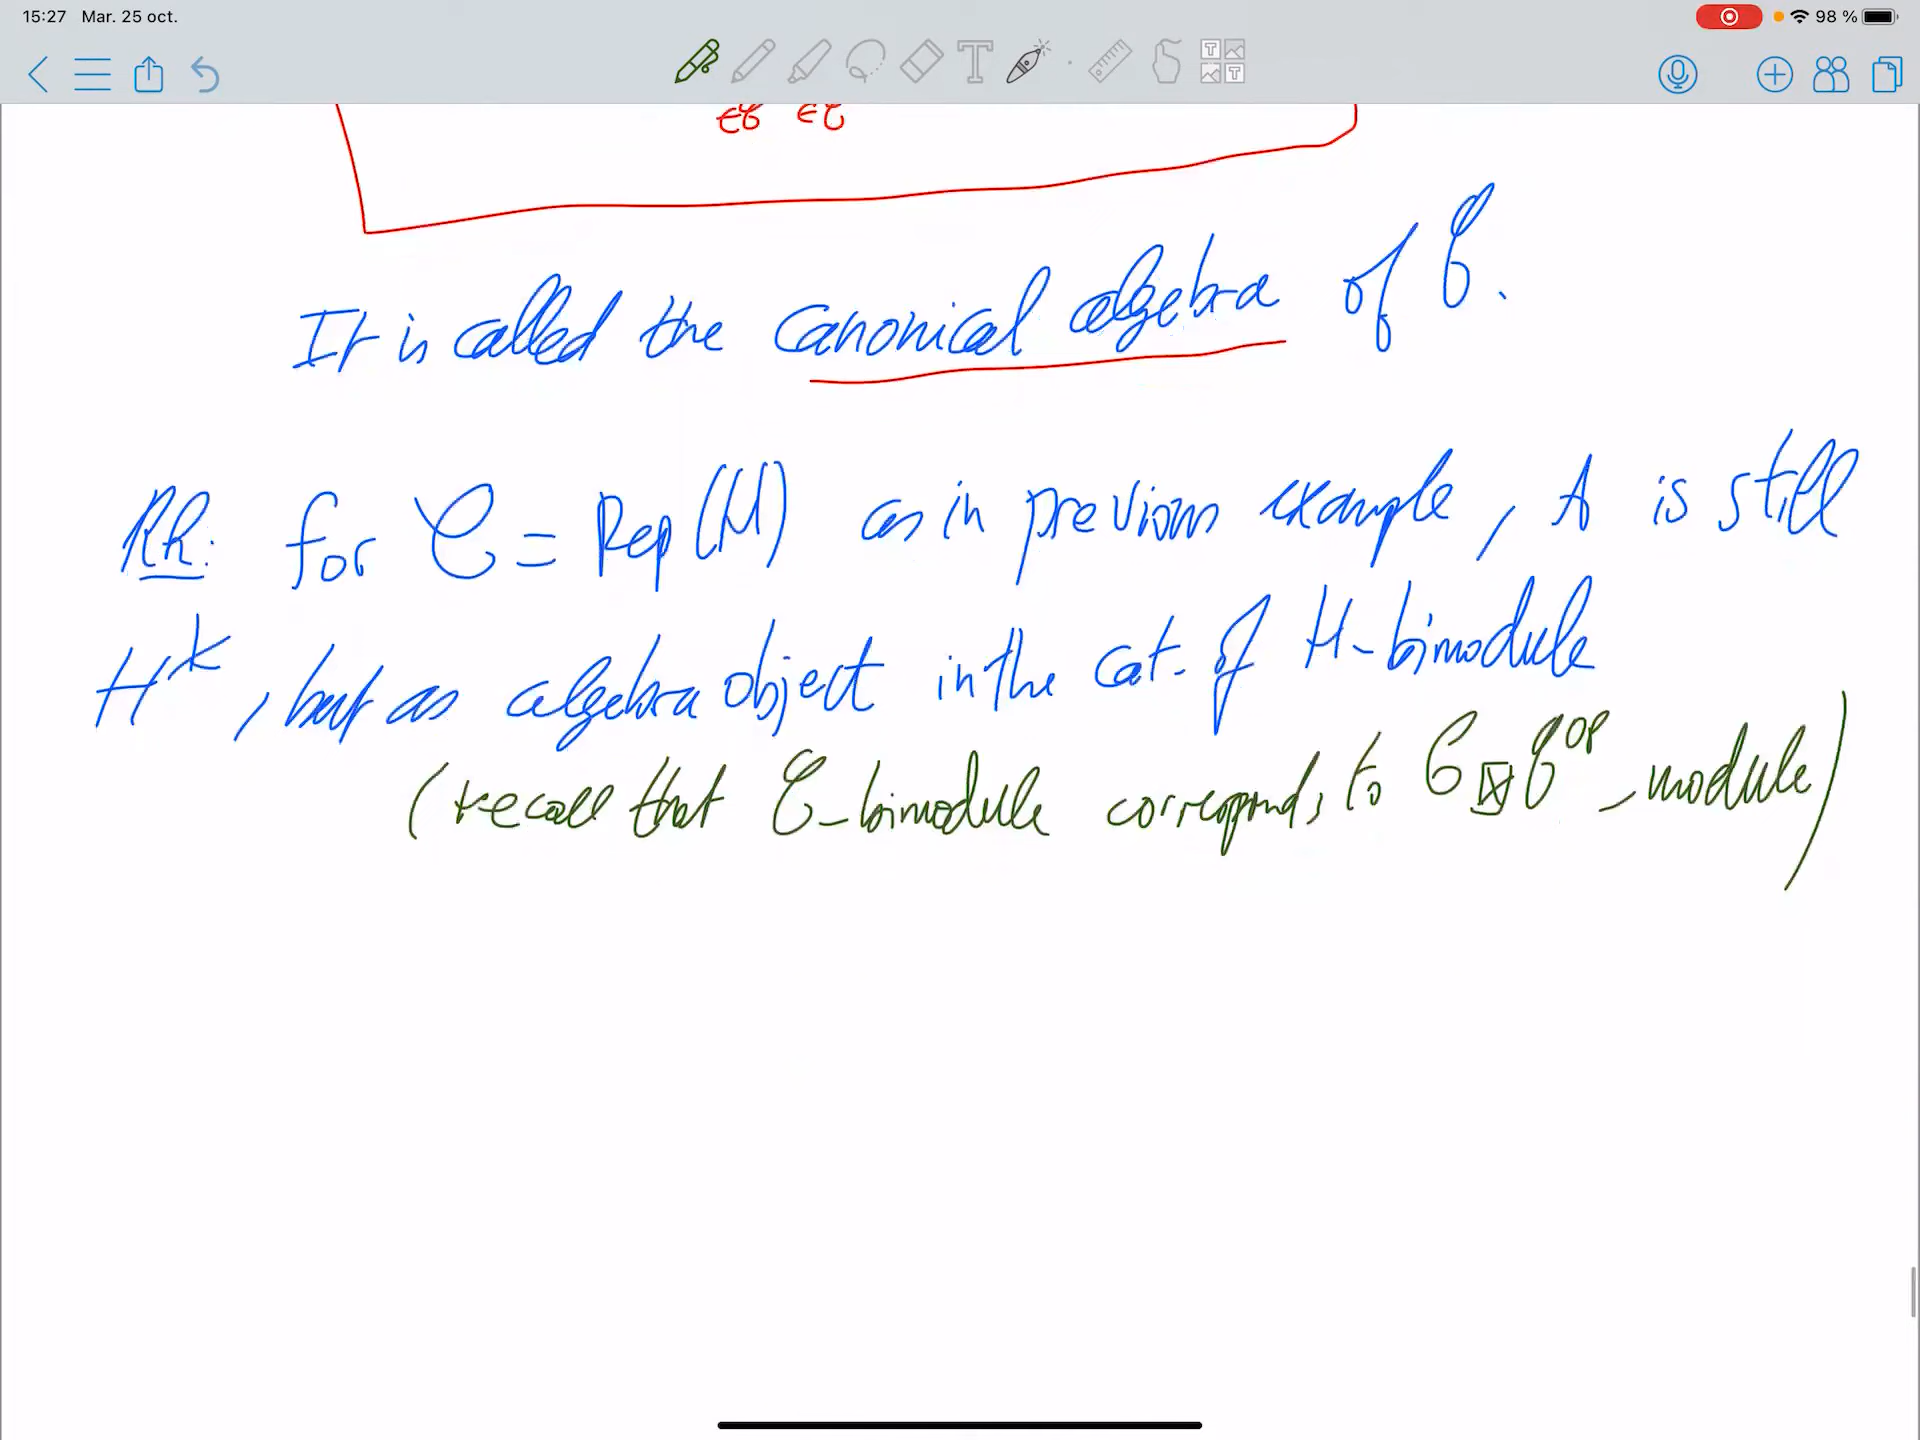 15:27 Mar. 25 oct. 98 %
∈𝒞 ∈𝒞
It is called the canonical algebra of 𝒞.
Rk: for 𝒞 = Rep(H) as in previous example, A is still
H*, but as algebra object in the cat. of H-bimodule
(recall that 𝒞-bimodule corresponds to 𝒞⊠𝒞^op-module)